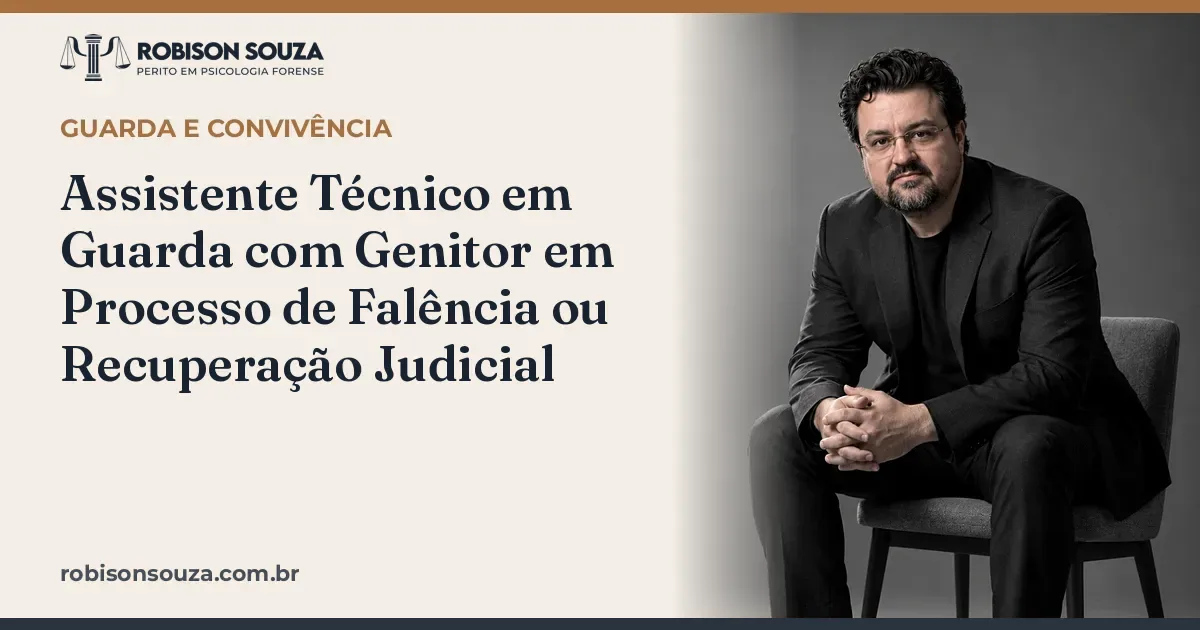 ROBISON SOUZA
PERITO EM PSICOLOGIA FORENSE
GUARDA E CONVIVÊNCIA
Assistente Técnico em
Guarda com Genitor em
Processo de Falência ou
Recuperação Judicial
robisonsouza.com.br